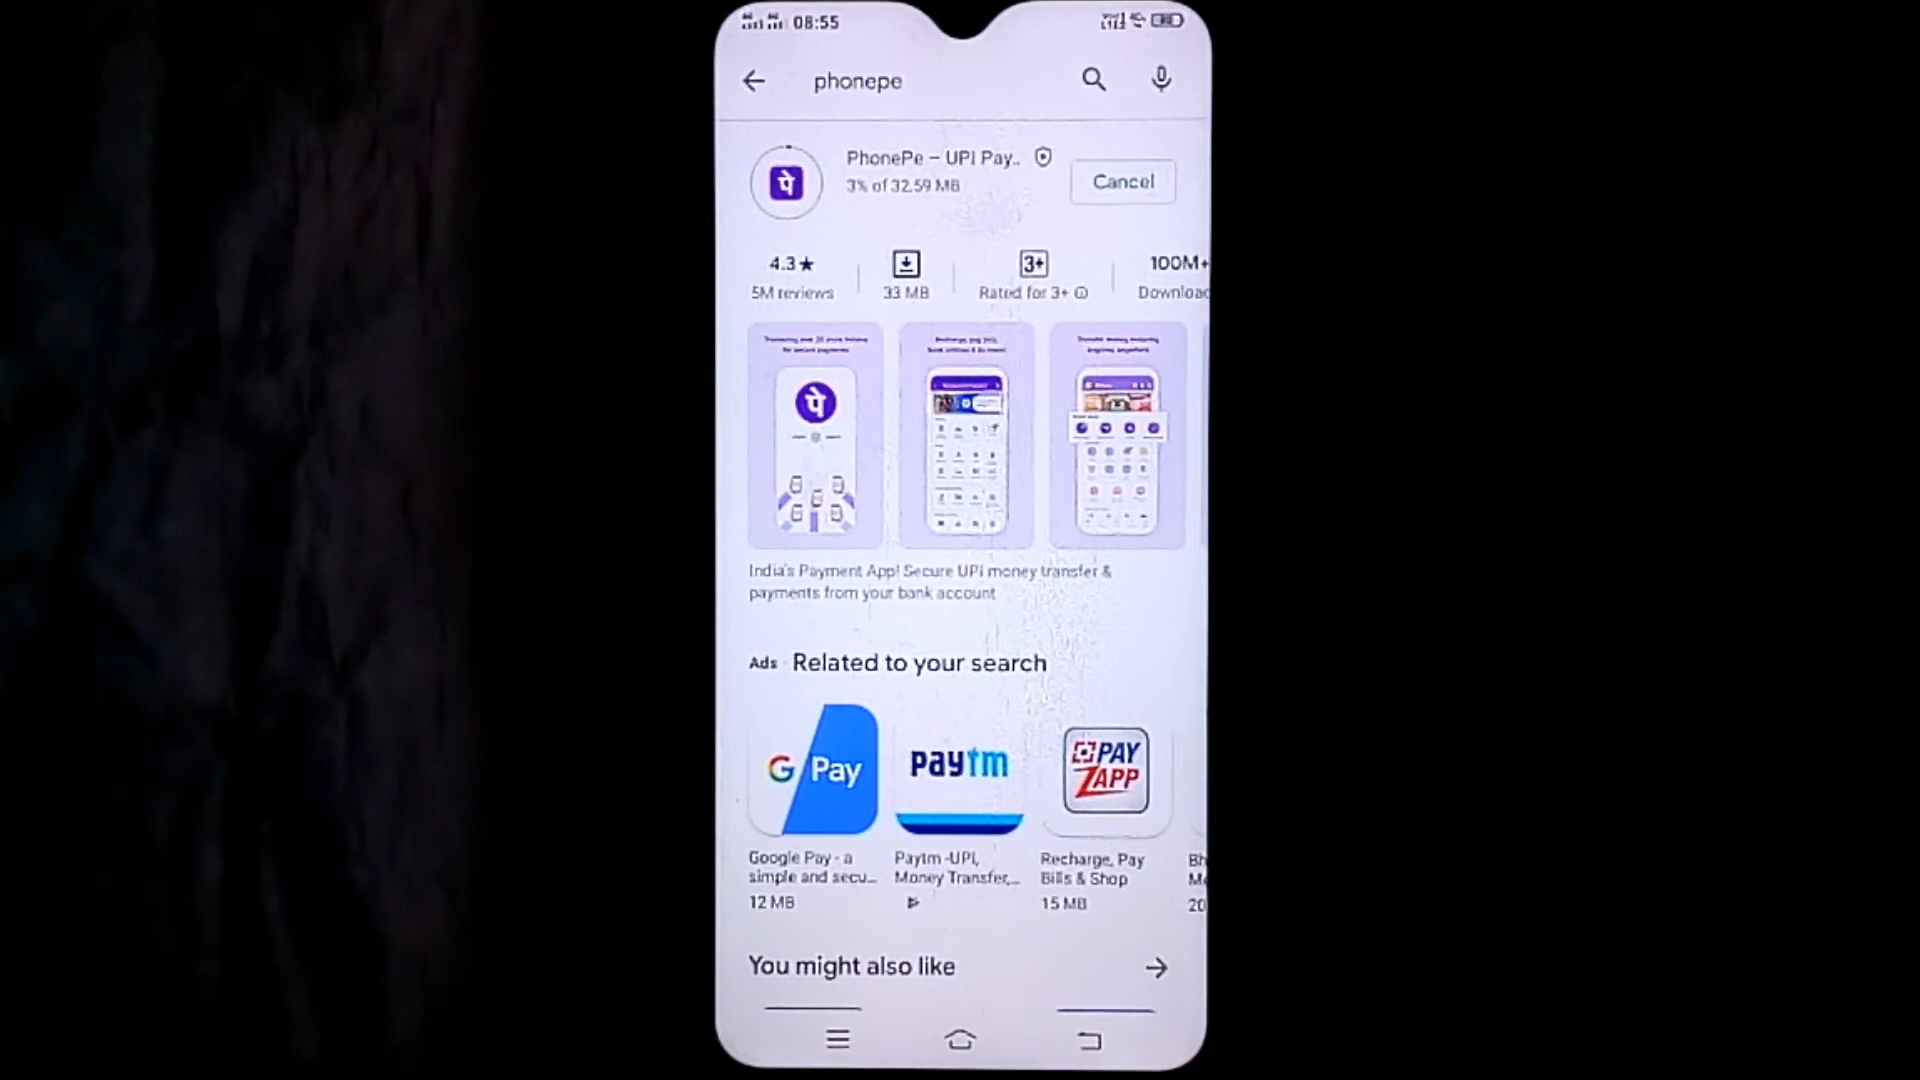 08:55
phonepe
PhonePe – UPI Pay..
3% of 32.59 MB
Cancel
पे
4.3★
5M reviews
33 MB
3+
Rated for 3+
100M+
Download
पे
India's Payment App! Secure UPI money transfer &
payments from your bank account
Ads · Related to your search
G Pay
paytm
PAY
ZAPP
Google Pay - a
simple and secu...
12 MB
Paytm -UPI,
Money Transfer,...
Recharge, Pay
Bills & Shop
15 MB
Bh
Mo
20
You might also like